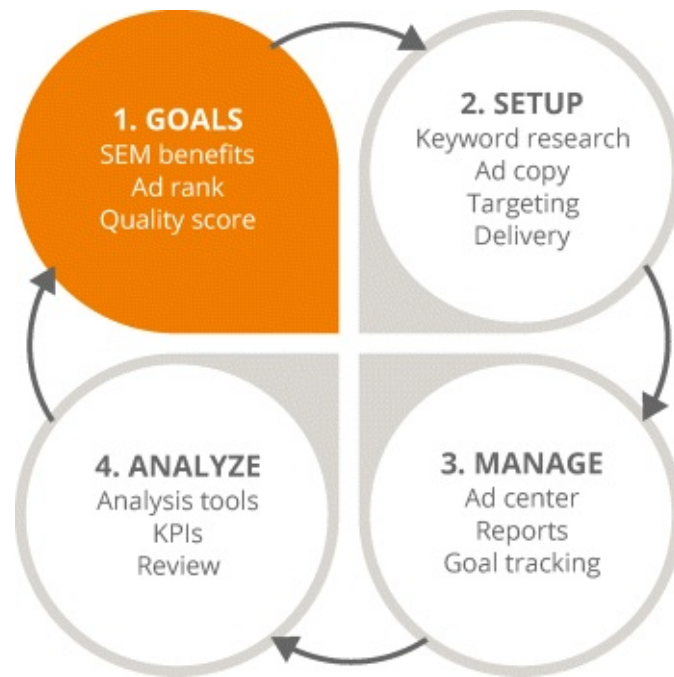 1. GOALS
SEM benefits
Ad rank
Quality score
2. SETUP
Keyword research
Ad copy
Targeting
Delivery
3. MANAGE
Ad center
Reports
Goal tracking
4. ANALYZE
Analysis tools
KPIs
Review